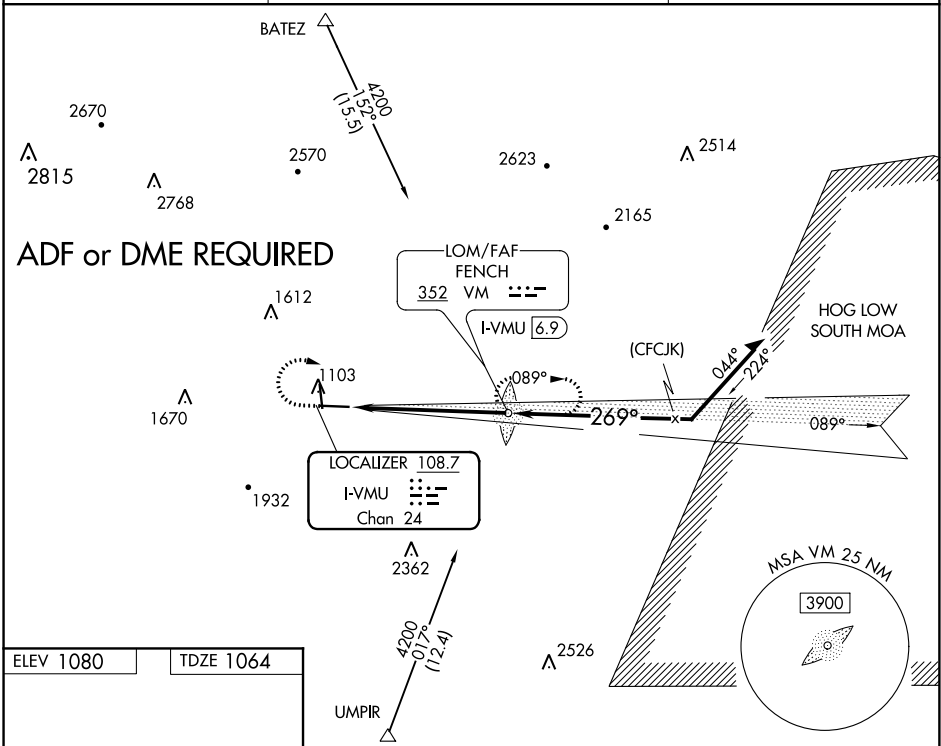 BATEZ
4200
152°
(15.5)
2670
2815
2768
2570
2623
2514
2165
ADF or DME REQUIRED
LOM/FAF
FENCH
352 VM
I-VMU 6.9
HOG LOW
SOUTH MOA
1612
(CFCJK)
044°
224°
1103
089°
1670
269°
089°
LOCALIZER 108.7
I-VMU
Chan 24
1932
2362
MSA VM 25 NM
3900
4200
017°
(12.4)
2526
ELEV 1080
TDZE 1064
UMPIR